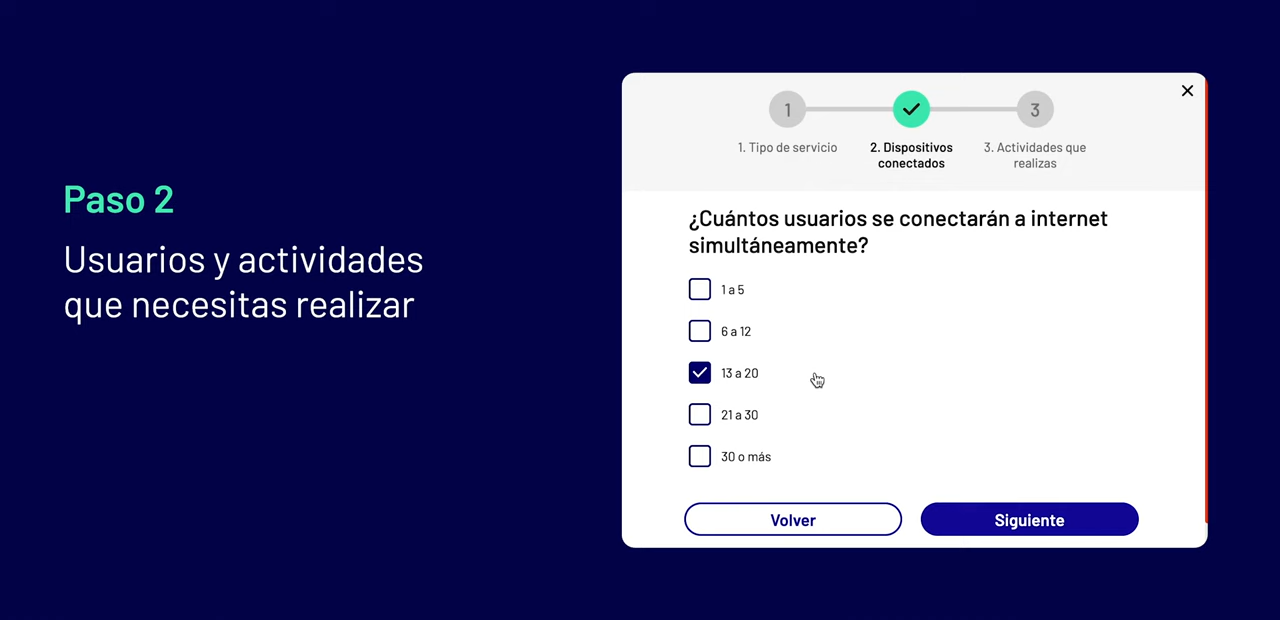 Paso 2
Usuarios y actividades
que necesitas realizar
1
3
1. Tipo de servicio
2. Dispositivos
conectados
3. Actividades que
realizas
¿Cuántos usuarios se conectarán a internet
simultáneamente?
1 a 5
6 a 12
13 a 20
21 a 30
30 o más
Volver
Siguiente